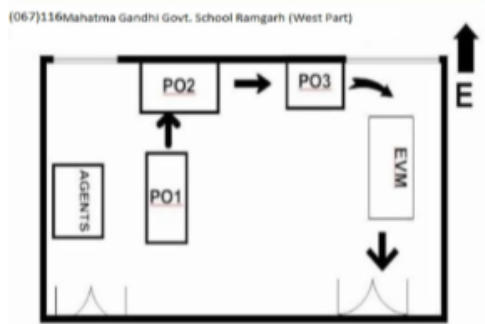 (067)116Mahatma Gandhi Govt. School Ramgarh (West Part)
PO2
PO3
E
EVM
AGENTS
PO1